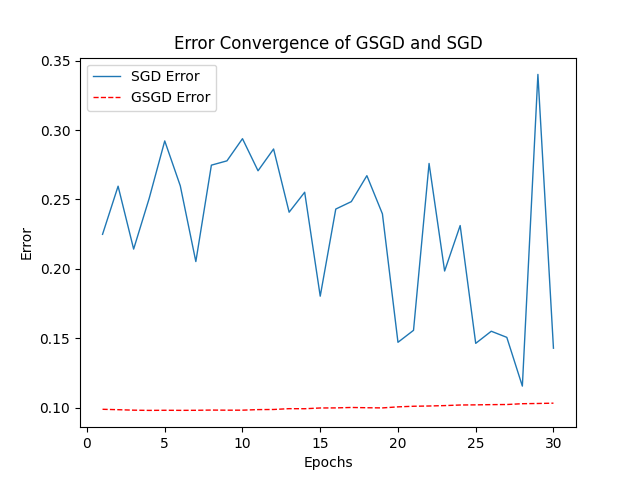 Error Convergence of GSGD and SGD
SGD Error
GSGD Error
0.35
0.30
0.25
0.20
0.15
0.10
Error
0 5 10 15 20 25 30
Epochs